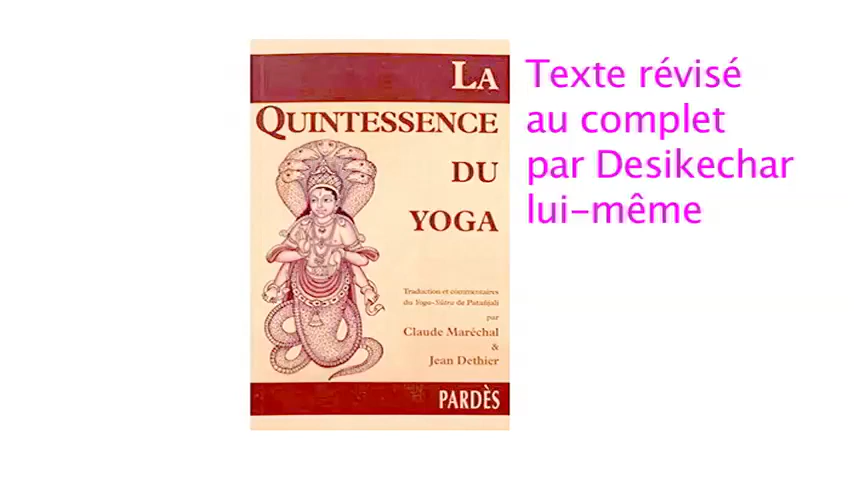 LA
QUINTESSENCE
DU
YOGA
Traduction et commentaires
du Yoga-Sûtra de Patañjali
par
Claude Maréchal
&
Jean Dethier
PARDÈS
Texte révisé
au complet
par Desikechar
lui-même